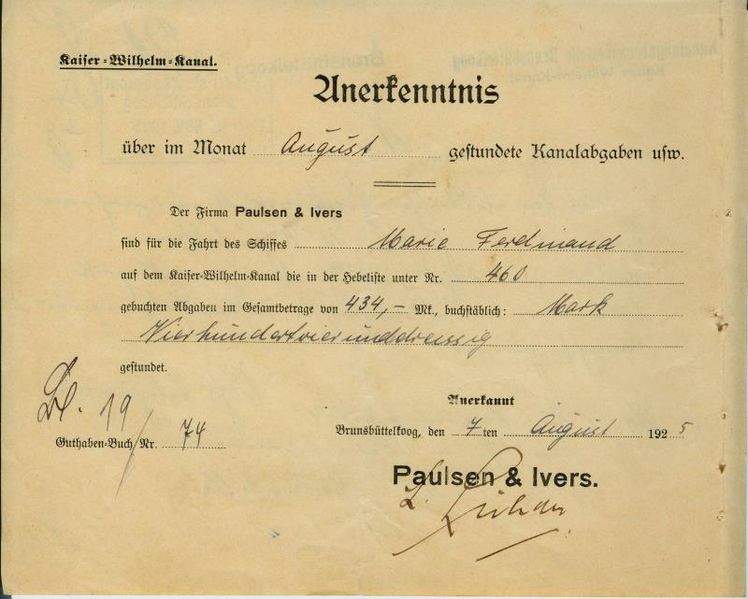 Kaiser-Wilhelm-Kanal.
Anerkenntnis
über im Monat August gestundete Kanalabgaben usw.
Der Firma Paulsen & Ivers
sind für die Fahrt des Schiffes Marie Ferdinand
auf dem Kaiser-Wilhelm-Kanal die in der Hebeliste unter Nr. 460
gebuchten Abgaben im Gesamtbetrage von 434,- Mk., buchstäblich: Mark
Vierhundertvierunddreissig
gestundet.
Bl. 19
Guthaben-Buch/Nr. 74
Anerkannt
Brunsbüttelkoog, den 7ten August 1925
Paulsen & Ivers.